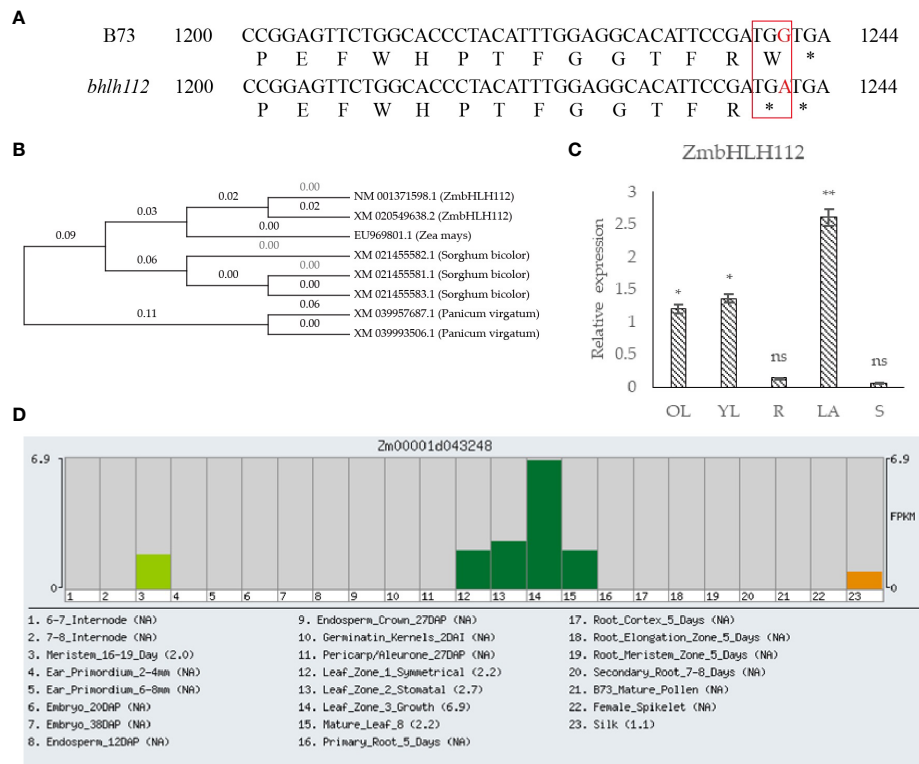 A
B73 1200 CCGGAGTTCTGGCACCCTACATTTGGAGGCACATTCCGATGGTGA 1244
P E F W H P T F G G T F R W *
bhlh112 1200 CCGGAGTTCTGGCACCCTACATTTGGAGGCACATTCCGATGATGA 1244
P E F W H P T F G G T F R * *
B
0.09
0.03
0.02
0.00
NM 001371598.1 (ZmbHLH112)
0.02
XM 020549638.2 (ZmbHLH112)
0.00
EU969801.1 (Zea mays)
0.06
0.00
XM 021455582.1 (Sorghum bicolor)
0.00
0.00
XM 021455581.1 (Sorghum bicolor)
0.00
XM 021455583.1 (Sorghum bicolor)
0.11
0.06
XM 039957687.1 (Panicum virgatum)
0.00
XM 039993506.1 (Panicum virgatum)
C
ZmbHLH112
Relative expression
3
2.5
2
1.5
1
0.5
0
*
*
ns
**
ns
OL YL R LA S
D
Zm00001d043248
6.9
0
6.9
FPKM
0
1 2 3 4 5 6 7 8 9 10 11 12 13 14 15 16 17 18 19 20 21 22 23
1. 6-7_Internode (NA)
2. 7-8_Internode (NA)
3. Meristem_16-19_Day (2.0)
4. Ear_Primordium_2-4mm (NA)
5. Ear_Primordium_6-8mm (NA)
6. Embryo_20DAP (NA)
7. Embryo_38DAP (NA)
8. Endosperm_12DAP (NA)
9. Endosperm_Crown_27DAP (NA)
10. Germinatin_Kernels_2DAI (NA)
11. Pericarp/Aleurone_27DAP (NA)
12. Leaf_Zone_1_Symmetrical (2.2)
13. Leaf_Zone_2_Stomatal (2.7)
14. Leaf_Zone_3_Growth (6.9)
15. Mature_Leaf_8 (2.2)
16. Primary_Root_5_Days (NA)
17. Root_Cortex_5_Days (NA)
18. Root_Elongation_Zone_5_Days (NA)
19. Root_Meristem_Zone_5_Days (NA)
20. Secondary_Root_7-8_Days (NA)
21. B73_Mature_Pollen (NA)
22. Female_Spikelet (NA)
23. Silk (1.1)